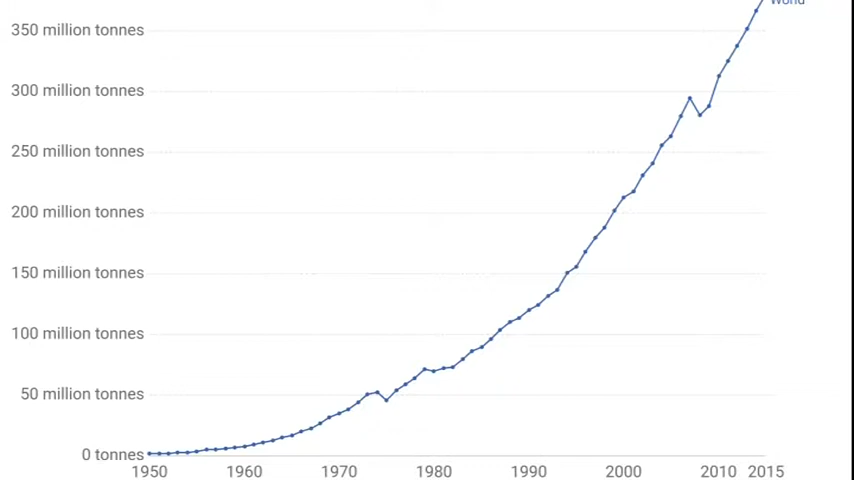 World
350 million tonnes
300 million tonnes
250 million tonnes
200 million tonnes
150 million tonnes
100 million tonnes
50 million tonnes
0 tonnes
1950 1960 1970 1980 1990 2000 2010 2015